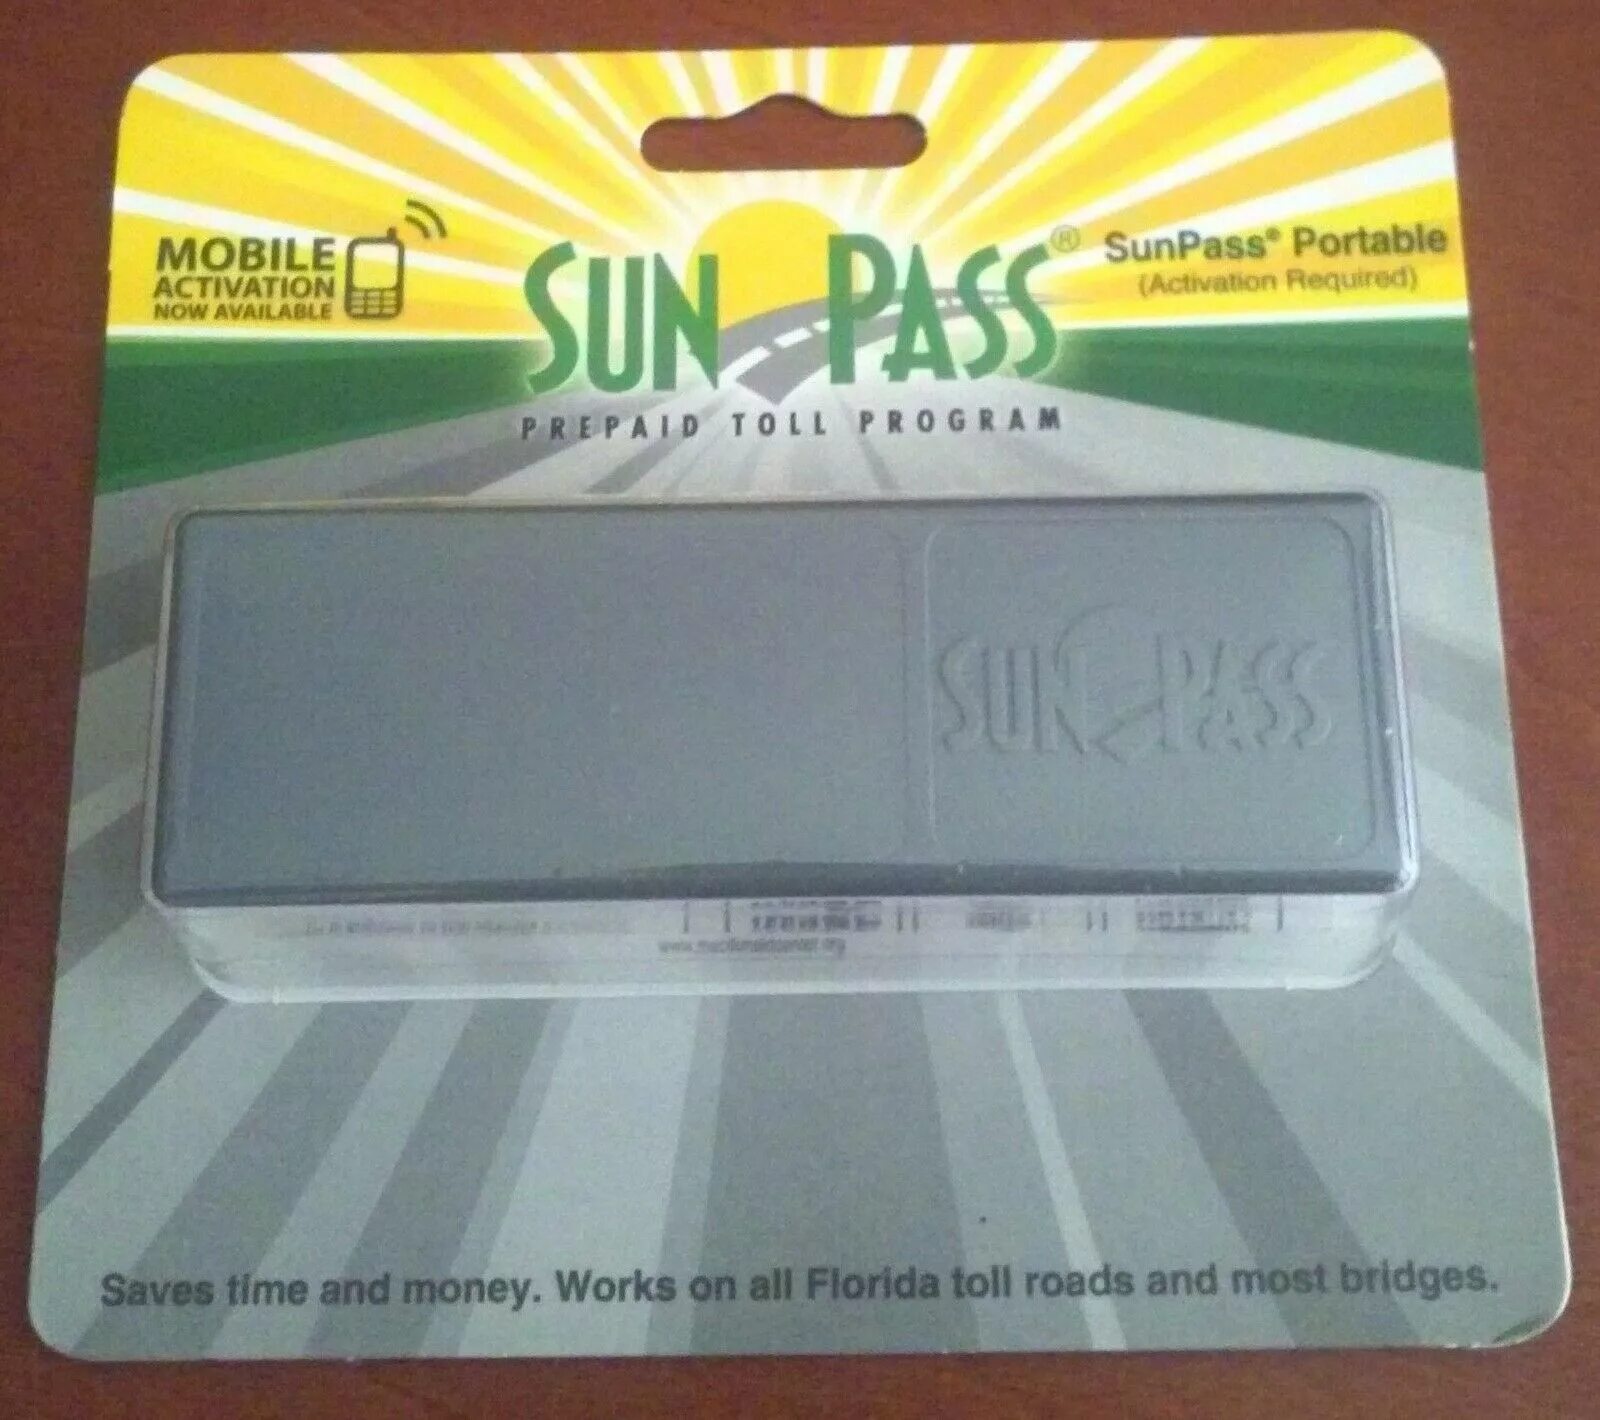 MOBILE
ACTIVATION
NOW AVAILABLE
SUN PASS®
PREPAID TOLL PROGRAM
SunPass® Portable
(Activation Required)
SUN PASS
Saves time and money. Works on all Florida toll roads and most bridges.